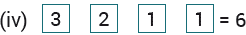 (iv) 3 2 1 1 = 6